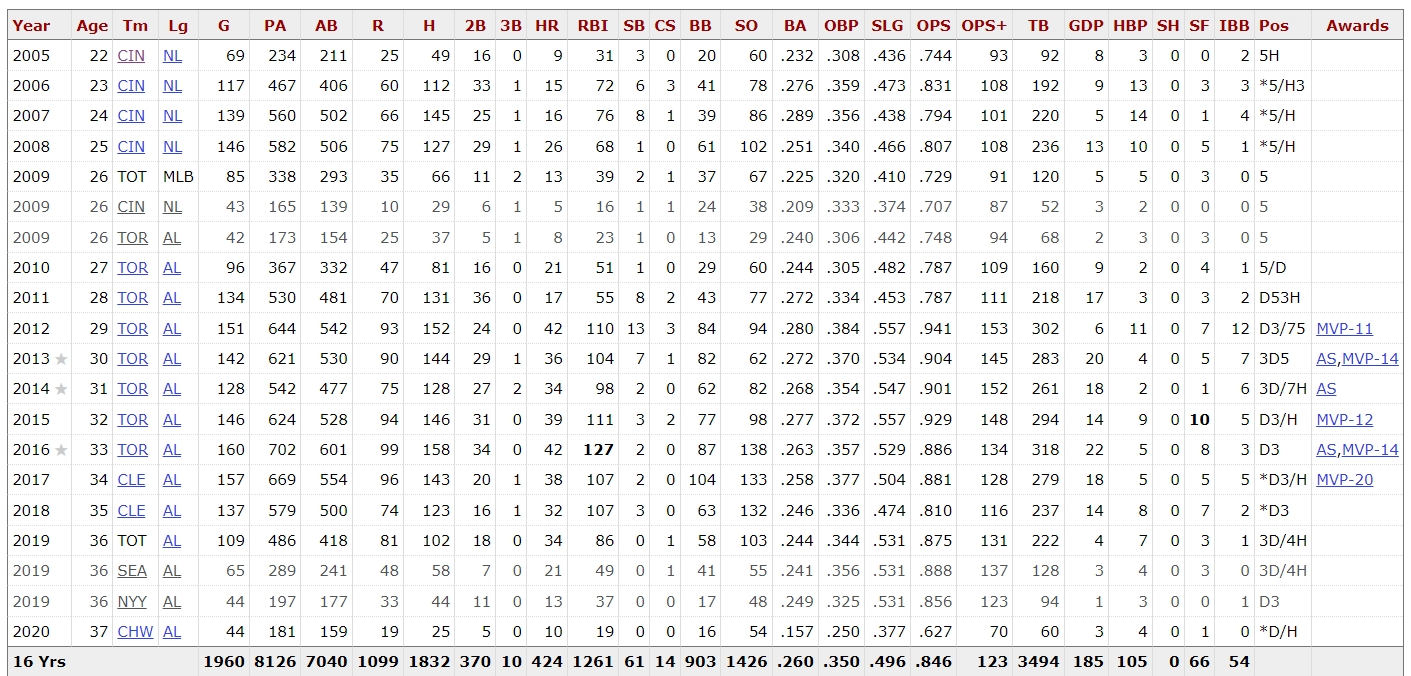 Year Age Tm Lg G PA AB R H 2B 3B HR RBI SB CS BB SO BA OBP SLG OPS OPS+ TB GDP HBP SH SF IBB Pos Awards
2005 22 CIN NL 69 234 211 25 49 16 0 9 31 3 0 20 60 .232 .308 .436 .744 93 92 8 3 0 0 2 5H
2006 23 CIN NL 117 467 406 60 112 33 1 15 72 6 3 41 78 .276 .359 .473 .831 108 192 9 13 0 3 3 *5/H3
2007 24 CIN NL 139 560 502 66 145 25 1 16 76 8 1 39 86 .289 .356 .438 .794 101 220 5 14 0 1 4 *5/H
2008 25 CIN NL 146 582 506 75 127 29 1 26 68 1 0 61 102 .251 .340 .466 .807 108 236 13 10 0 5 1 *5/H
2009 26 TOT MLB 85 338 293 35 66 11 2 13 39 2 1 37 67 .225 .320 .410 .729 91 120 5 5 0 3 0 5
2009 26 CIN NL 43 165 139 10 29 6 1 5 16 1 1 24 38 .209 .333 .374 .707 87 52 3 2 0 0 0 5
2009 26 TOR AL 42 173 154 25 37 5 1 8 23 1 0 13 29 .240 .306 .442 .748 94 68 2 3 0 3 0 5
2010 27 TOR AL 96 367 332 47 81 16 0 21 51 1 0 29 60 .244 .305 .482 .787 109 160 9 2 0 4 1 5/D
2011 28 TOR AL 134 530 481 70 131 36 0 17 55 8 2 43 77 .272 .334 .453 .787 111 218 17 3 0 3 2 D53H
2012 29 TOR AL 151 644 542 93 152 24 0 42 110 13 3 84 94 .280 .384 .557 .941 153 302 6 11 0 7 12 D3/75 MVP-11
2013 ★ 30 TOR AL 142 621 530 90 144 29 1 36 104 7 1 82 62 .272 .370 .534 .904 145 283 20 4 0 5 7 3D5 AS,MVP-14
2014 ★ 31 TOR AL 128 542 477 75 128 27 2 34 98 2 0 62 82 .268 .354 .547 .901 152 261 18 2 0 1 6 3D/7H AS
2015 32 TOR AL 146 624 528 94 146 31 0 39 111 3 2 77 98 .277 .372 .557 .929 148 294 14 9 0 10 5 D3/H MVP-12
2016 ★ 33 TOR AL 160 702 601 99 158 34 0 42 127 2 0 87 138 .263 .357 .529 .886 134 318 22 5 0 8 3 D3 AS,MVP-14
2017 34 CLE AL 157 669 554 96 143 20 1 38 107 2 0 104 133 .258 .377 .504 .881 128 279 18 5 0 5 5 *D3/H MVP-20
2018 35 CLE AL 137 579 500 74 123 16 1 32 107 3 0 63 132 .246 .336 .474 .810 116 237 14 8 0 7 2 *D3
2019 36 TOT AL 109 486 418 81 102 18 0 34 86 0 1 58 103 .244 .344 .531 .875 131 222 4 7 0 3 1 3D/4H
2019 36 SEA AL 65 289 241 48 58 7 0 21 49 0 1 41 55 .241 .356 .531 .888 137 128 3 4 0 3 0 3D/4H
2019 36 NYY AL 44 197 177 33 44 11 0 13 37 0 0 17 48 .249 .325 .531 .856 123 94 1 3 0 0 1 D3
2020 37 CHW AL 44 181 159 19 25 5 0 10 19 0 0 16 54 .157 .250 .377 .627 70 60 3 4 0 1 0 *D/H
16 Yrs 1960 8126 7040 1099 1832 370 10 424 1261 61 14 903 1426 .260 .350 .496 .846 123 3494 185 105 0 66 54